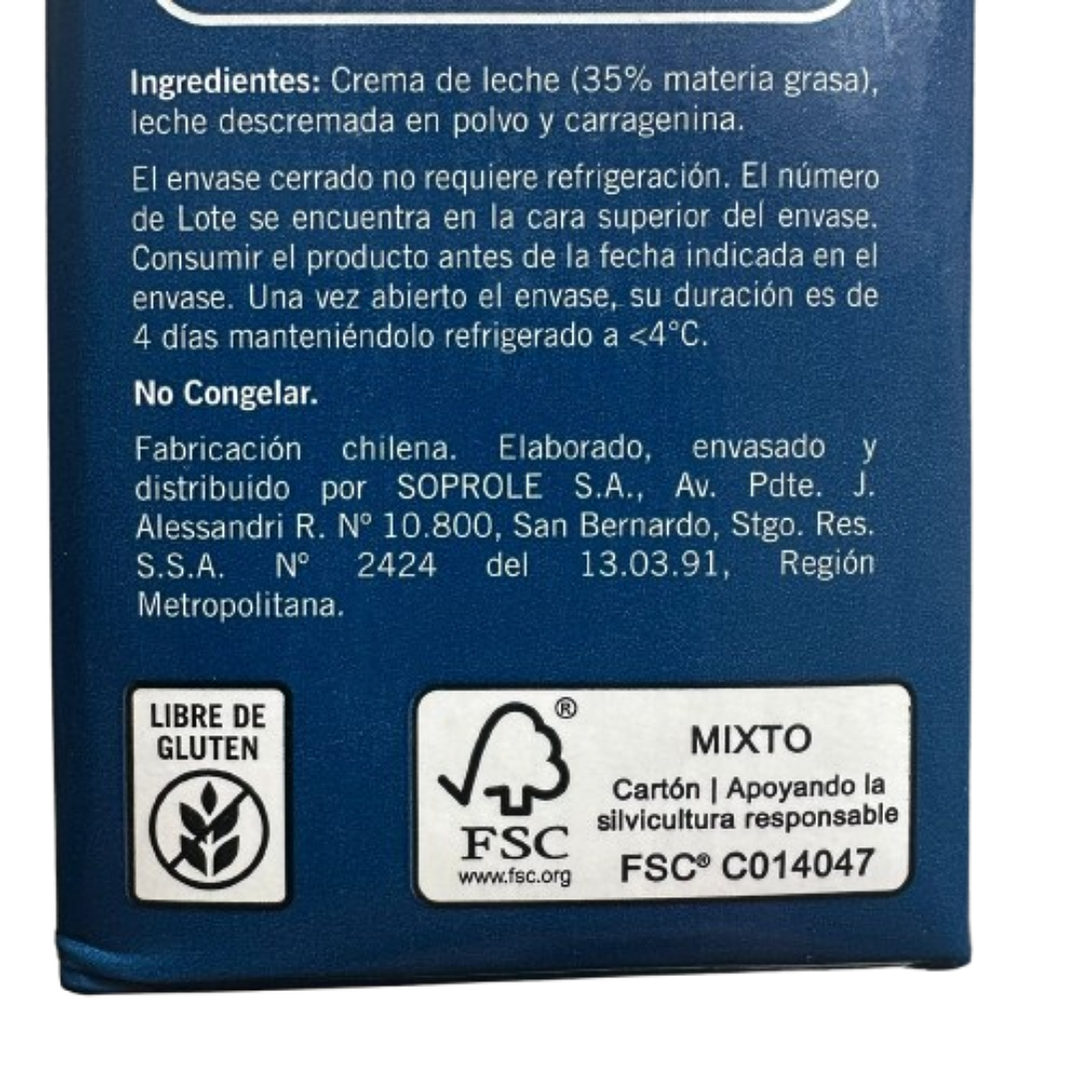 Ingredientes: Crema de leche (35% materia grasa),
leche descremada en polvo y carragenina.
El envase cerrado no requiere refrigeración. El número
de Lote se encuentra en la cara superior del envase.
Consumir el producto antes de la fecha indicada en el
envase. Una vez abierto el envase, su duración es de
4 días manteniéndolo refrigerado a <4°C.
No Congelar.
Fabricación chilena. Elaborado, envasado y
distribuido por SOPROLE S.A., Av. Pdte. J.
Alessandri R. Nº 10.800, San Bernardo, Stgo. Res.
S.S.A. Nº 2424 del 13.03.91, Región
Metropolitana.
LIBRE DE
GLUTEN
®
FSC
www.fsc.org
MIXTO
Cartón | Apoyando la
silvicultura responsable
FSC® C014047